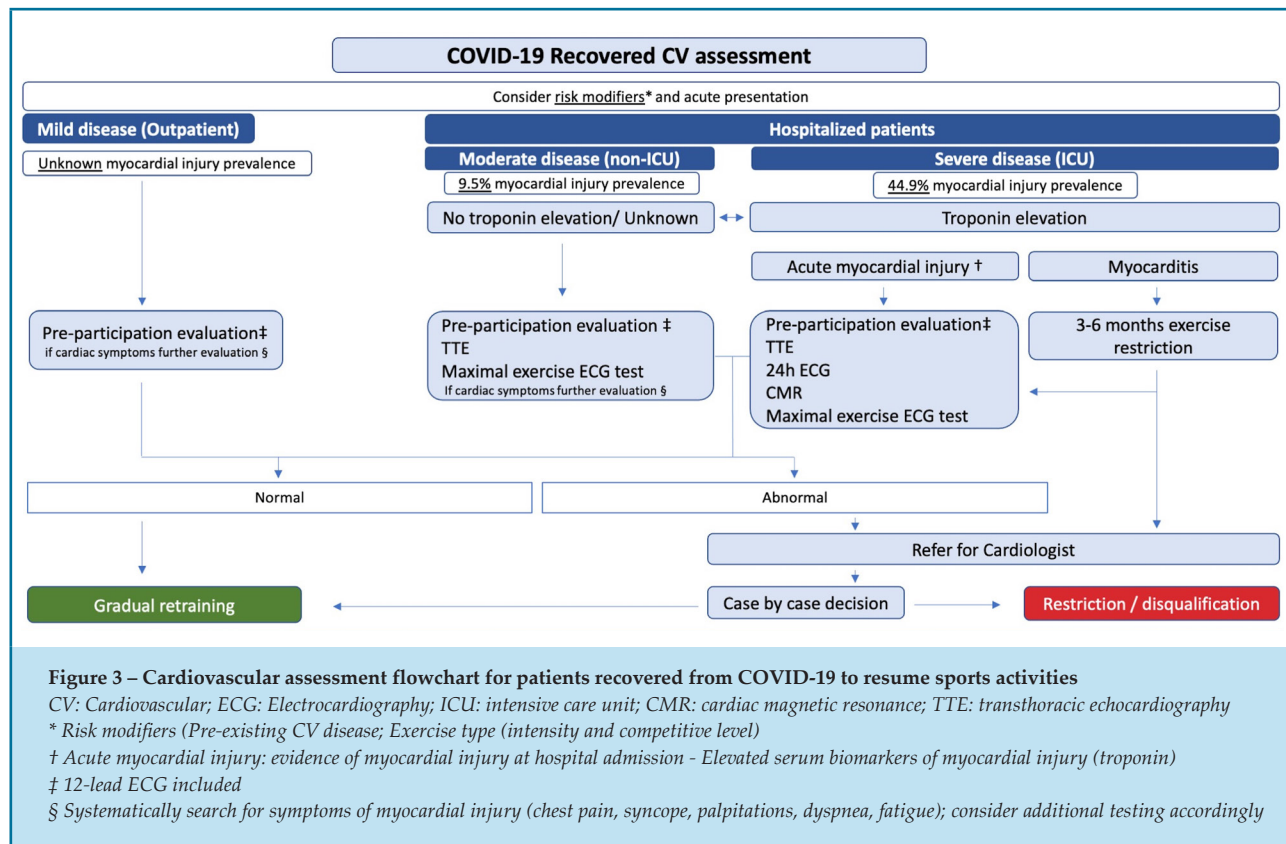 COVID-19 Recovered CV assessment
Consider risk modifiers* and acute presentation
Mild disease (Outpatient)
Unknown myocardial injury prevalence
Hospitalized patients
Moderate disease (non-ICU)
9.5% myocardial injury prevalence
No troponin elevation/ Unknown
Severe disease (ICU)
44.9% myocardial injury prevalence
Troponin elevation
Acute myocardial injury †
Myocarditis
Pre-participation evaluation‡
if cardiac symptoms further evaluation §
Pre-participation evaluation ‡
TTE
Maximal exercise ECG test
If cardiac symptoms further evaluation §
Pre-participation evaluation‡
TTE
24h ECG
CMR
Maximal exercise ECG test
3-6 months exercise
restriction
Normal
Abnormal
Refer for Cardiologist
Gradual retraining
Case by case decision
Restriction / disqualification
Figure 3 – Cardiovascular assessment flowchart for patients recovered from COVID-19 to resume sports activities
CV: Cardiovascular; ECG: Electrocardiography; ICU: intensive care unit; CMR: cardiac magnetic resonance; TTE: transthoracic echocardiography
* Risk modifiers (Pre-existing CV disease; Exercise type (intensity and competitive level)
† Acute myocardial injury: evidence of myocardial injury at hospital admission - Elevated serum biomarkers of myocardial injury (troponin)
‡ 12-lead ECG included
§ Systematically search for symptoms of myocardial injury (chest pain, syncope, palpitations, dyspnea, fatigue); consider additional testing accordingly